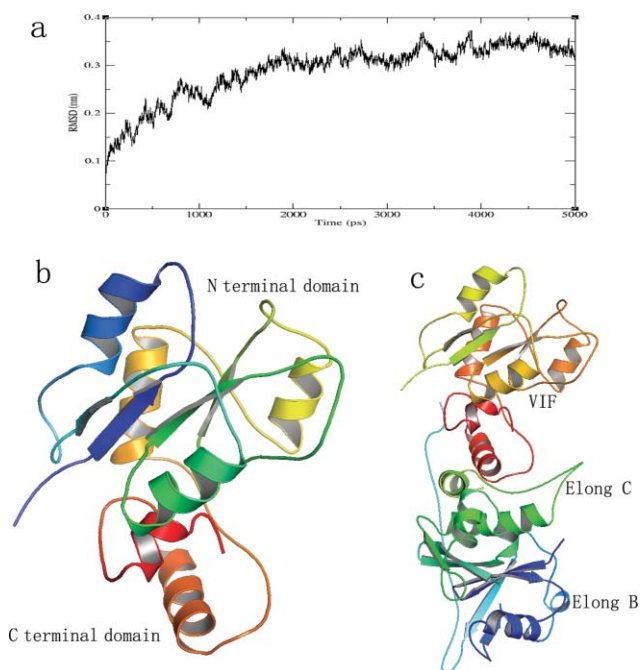 a
0.4
0.3
0.2
0.1
0
RMSD (nm)
0 1000 2000 3000 4000 5000
Time (ps)
b
N terminal domain
C terminal domain
c
VIF
Elong C
Elong B